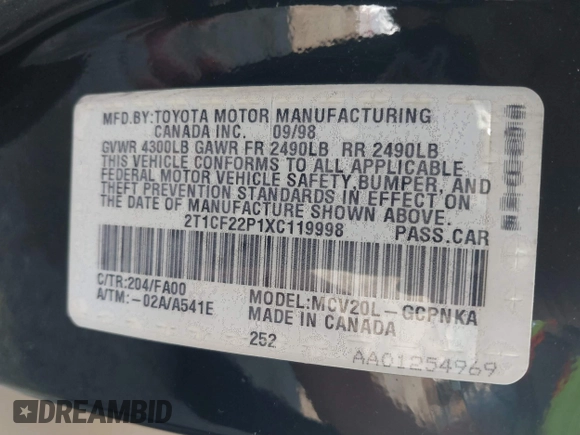 MFD.BY:TOYOTA MOTOR MANUFACTURING
CANADA INC. 09/98
GVWR 4300LB GAWR FR 2490LB RR 2490LB
THIS VEHICLE CONFORMS TO ALL APPLICABLE
FEDERAL MOTOR VEHICLE SAFETY,BUMPER, AND
THEFT PREVENTION STANDARDS IN EFFECT ON
THE DATE OF MANUFACTURE SHOWN ABOVE.
2T1CF22P1XC119998 PASS.CAR
C/TR:204/FA00 MODEL:MCV20L-GCPNKA
A/TM:-02A/A541E MADE IN CANADA
252
AA01254969
DREAMBID